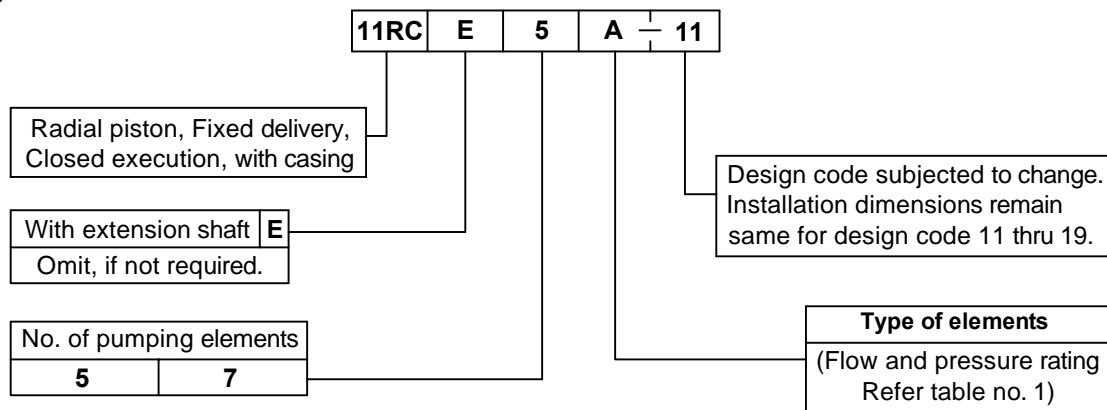 11RC E 5 A - 11
Radial piston, Fixed delivery,
Closed execution, with casing
Design code subjected to change.
Installation dimensions remain
same for design code 11 thru 19.
With extension shaft E
Omit, if not required.
No. of pumping elements
5 7
Type of elements
(Flow and pressure rating
Refer table no. 1)